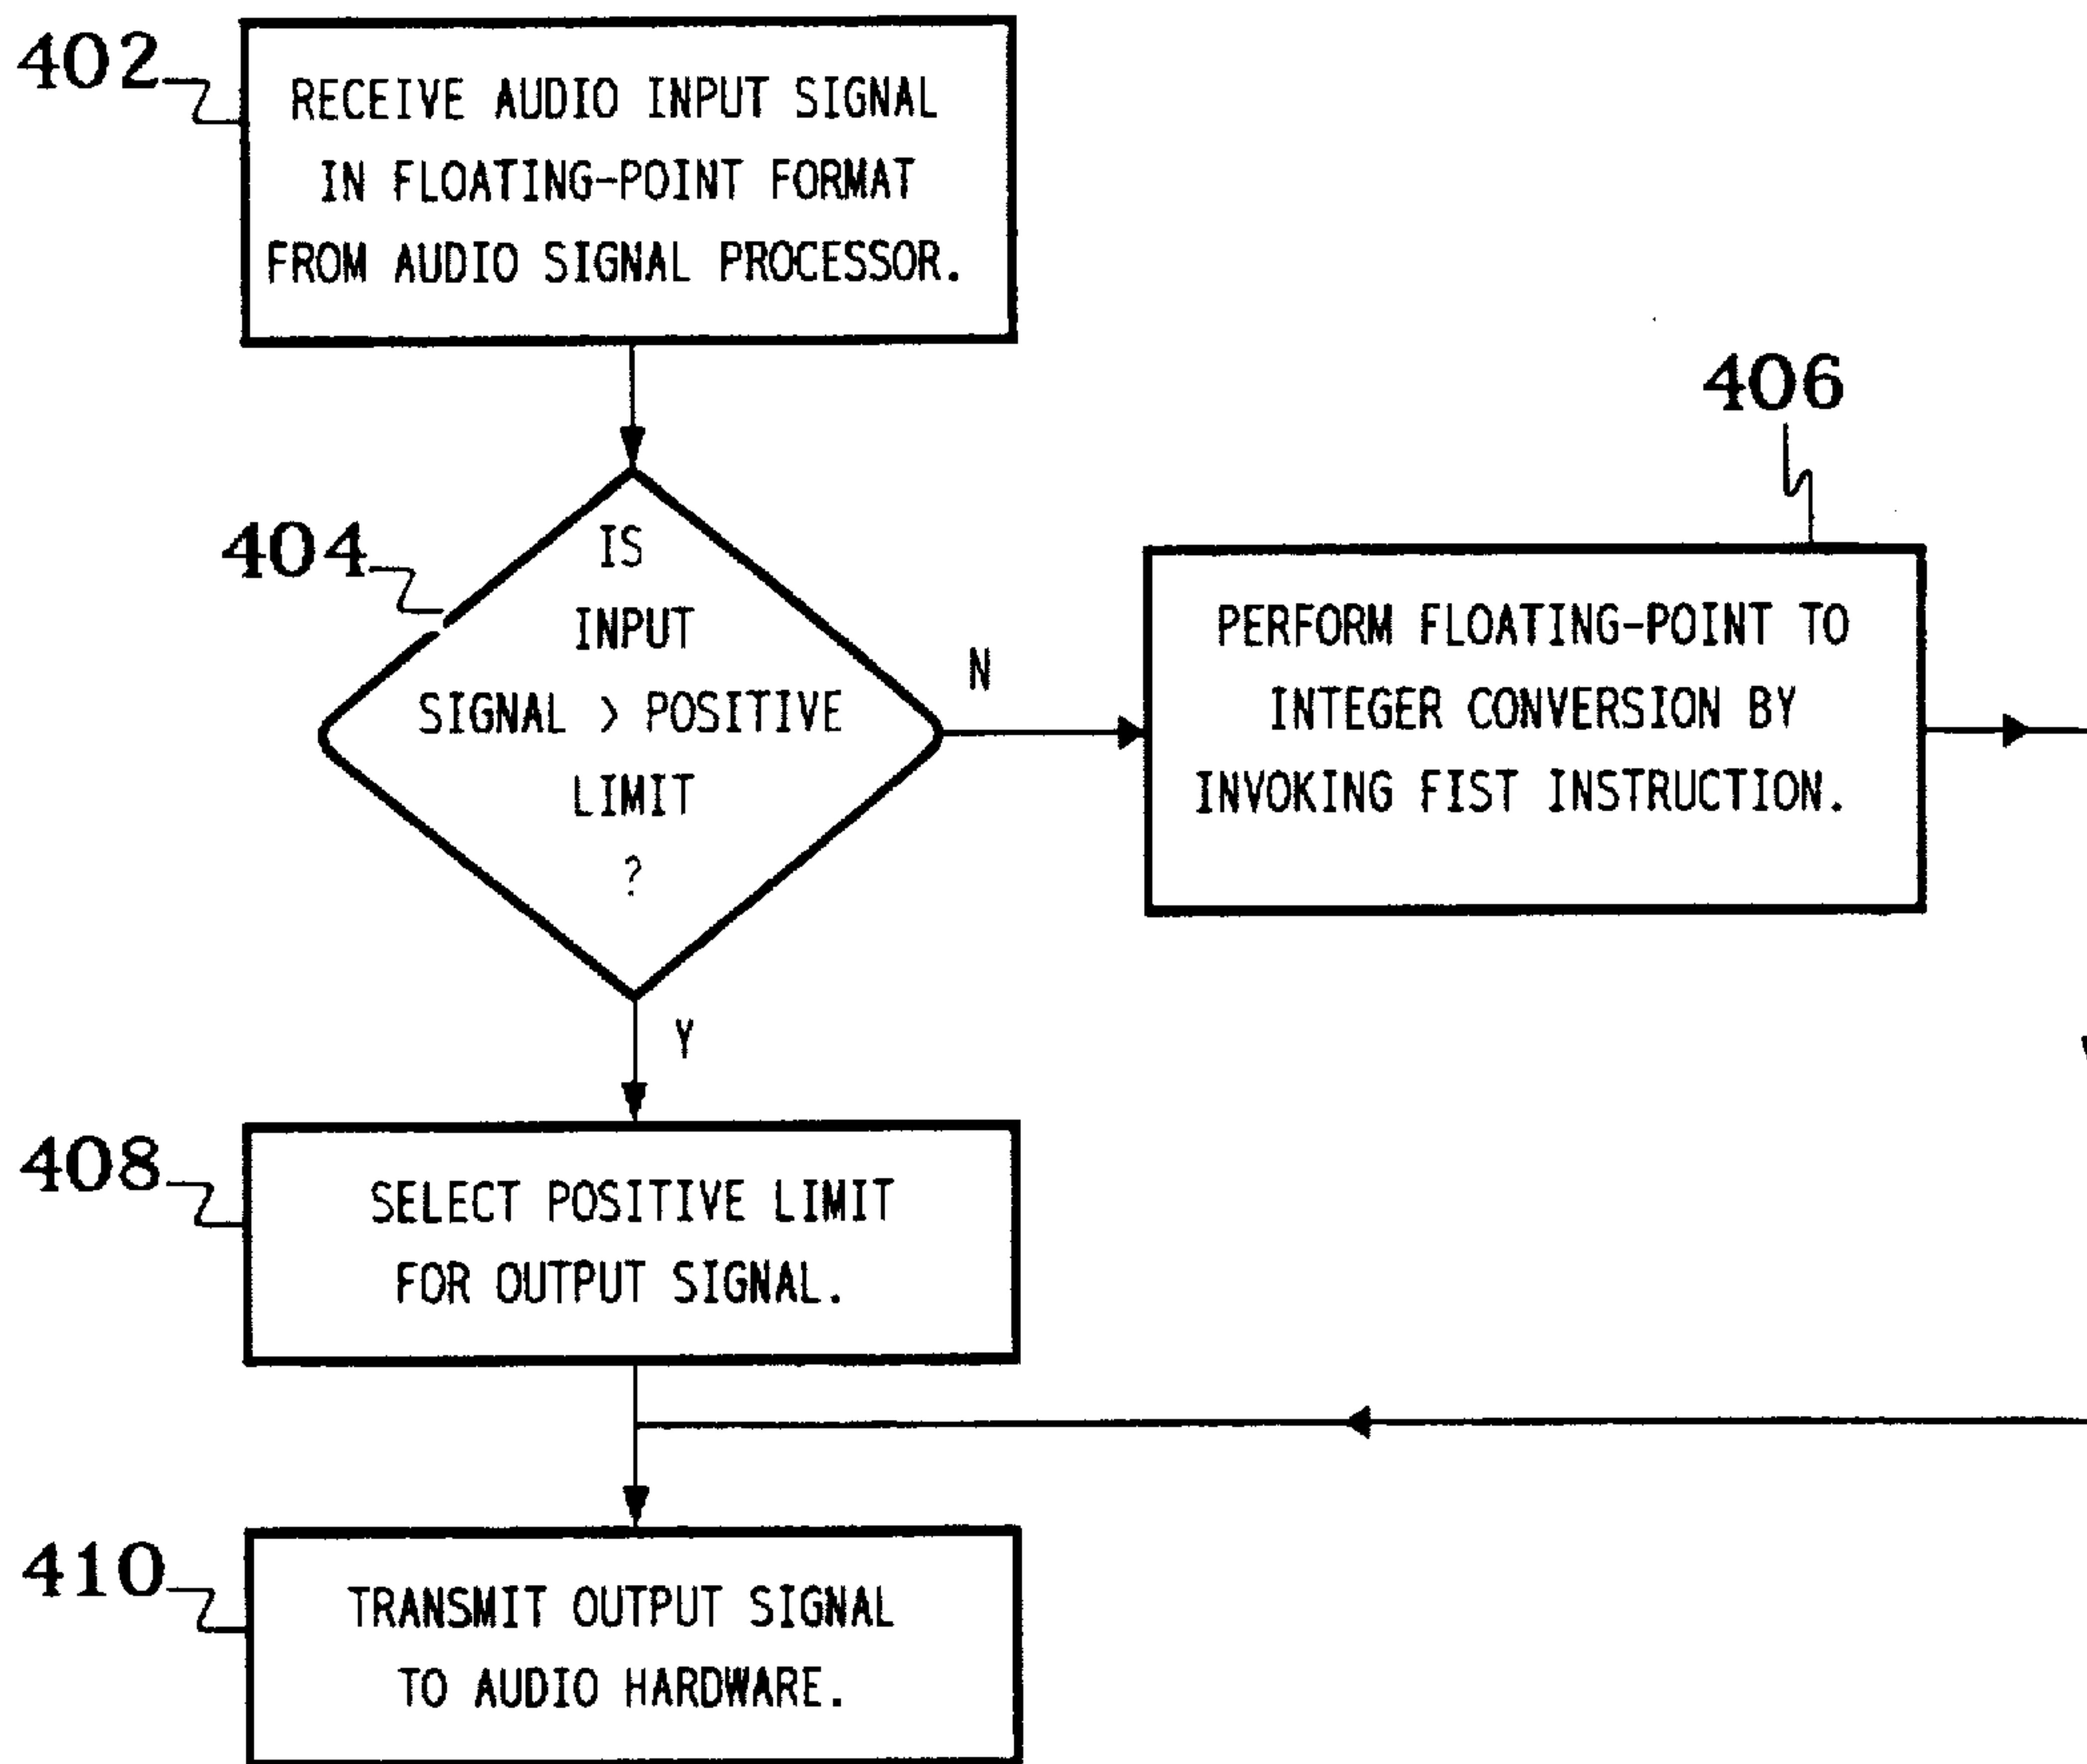 402
RECEIVE AUDIO INPUT SIGNAL
IN FLOATING-POINT FORMAT
FROM AUDIO SIGNAL PROCESSOR.
404
IS
INPUT
SIGNAL > POSITIVE
LIMIT
?
N
406
PERFORM FLOATING-POINT TO
INTEGER CONVERSION BY
INVOKING FIST INSTRUCTION.
Y
408
SELECT POSITIVE LIMIT
FOR OUTPUT SIGNAL.
410
TRANSMIT OUTPUT SIGNAL
TO AUDIO HARDWARE.